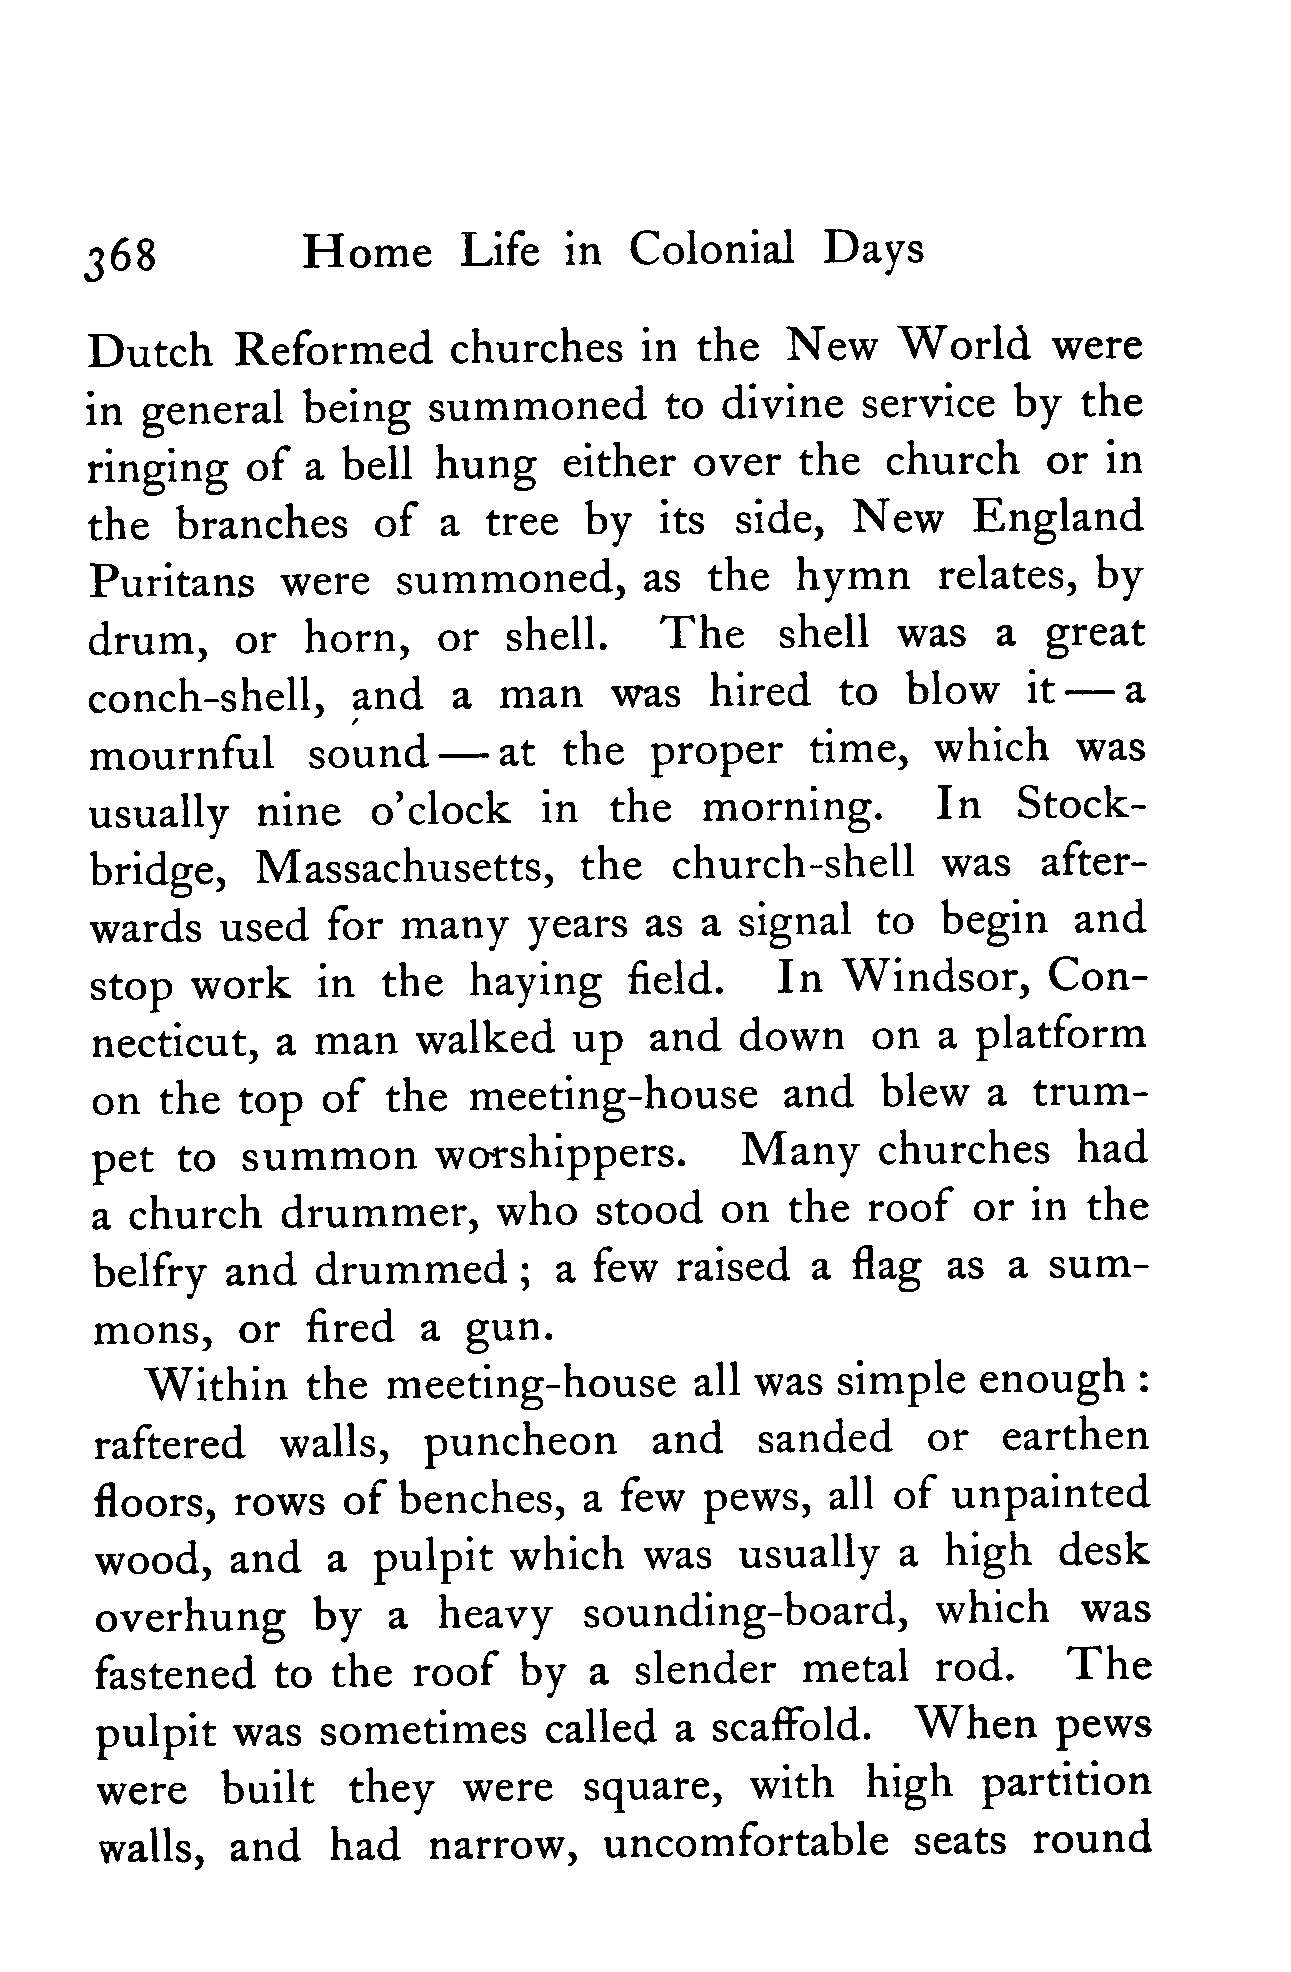 368 Home Life in Colonial Days
Dutch Reformed churches in the New World were
in general being summoned to divine service by the
ringing of a bell hung either over the church or in
the branches of a tree by its side, New England
Puritans were summoned, as the hymn relates, by
drum, or horn, or shell. The shell was a great
conch-shell, and a man was hired to blow it — a
mournful sound — at the proper time, which was
usually nine o'clock in the morning. In Stock-
bridge, Massachusetts, the church-shell was after-
wards used for many years as a signal to begin and
stop work in the haying field. In Windsor, Con-
necticut, a man walked up and down on a platform
on the top of the meeting-house and blew a trum-
pet to summon worshippers. Many churches had
a church drummer, who stood on the roof or in the
belfry and drummed ; a few raised a flag as a sum-
mons, or fired a gun.
Within the meeting-house all was simple enough :
raftered walls, puncheon and sanded or earthen
floors, rows of benches, a few pews, all of unpainted
wood, and a pulpit which was usually a high desk
overhung by a heavy sounding-board, which was
fastened to the roof by a slender metal rod. The
pulpit was sometimes called a scaffold. When pews
were built they were square, with high partition
walls, and had narrow, uncomfortable seats round